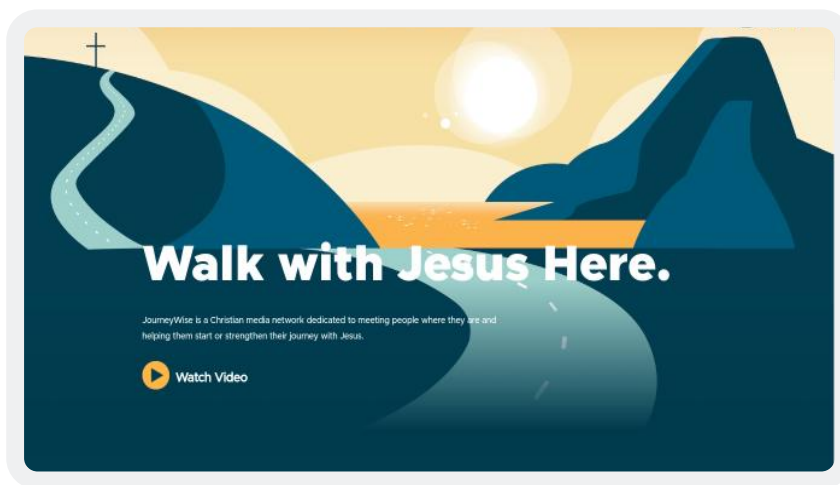 Walk with Jesus Here.
JourneyWise is a Christian media network dedicated to meeting people where they are and
helping them start or strengthen their journey with Jesus.
Watch Video